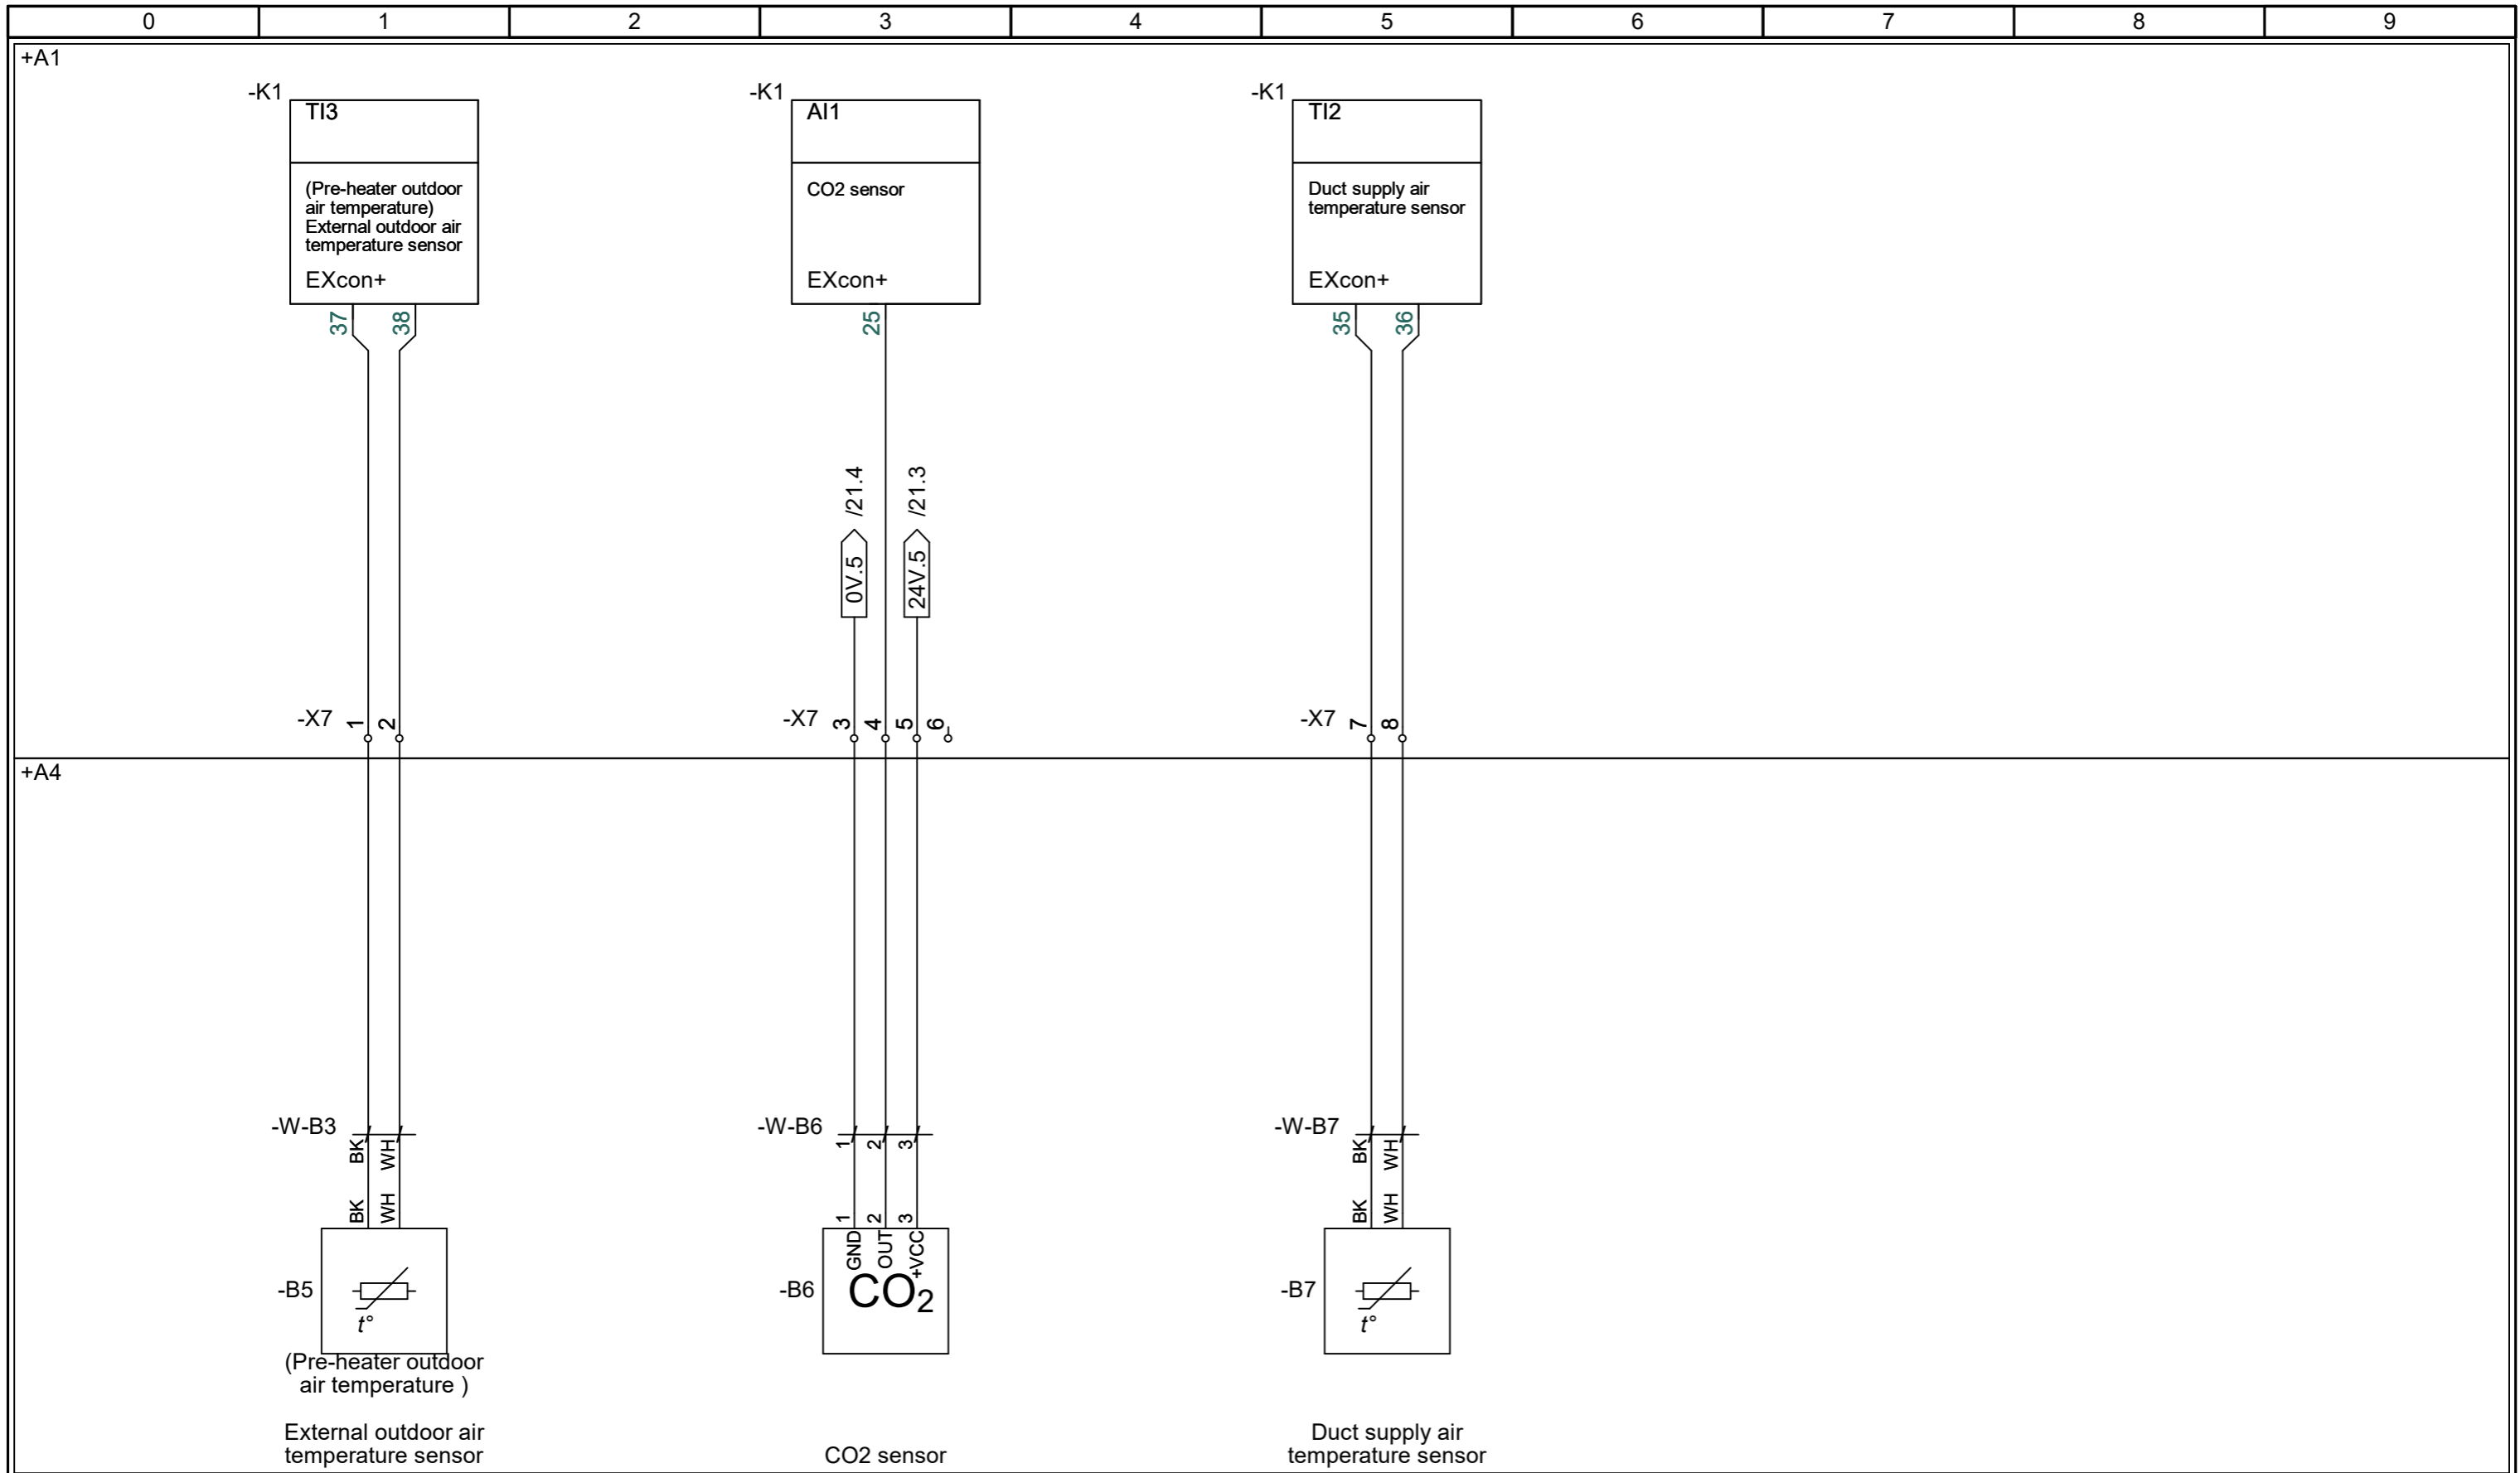 0 1 2 3 4 5 6 7 8 9
+A1
-K1
TI3
(Pre-heater outdoor
air temperature)
External outdoor air
temperature sensor
EXcon+
37 38
-K1
AI1
CO2 sensor
EXcon+
25
-K1
TI2
Duct supply air
temperature sensor
EXcon+
35 36
/21.4 /21.3
0V.5 24V.5
-X7 1 2
-X7 3 4 5 6
-X7 7 8
+A4
-W-B3 BK WH
BK WH
-B5
t°
(Pre-heater outdoor
air temperature )
External outdoor air
temperature sensor
-W-B6 1 2 3
1 2 3
GND OUT +VCC
-B6 CO₂
CO2 sensor
-W-B7 BK WH
BK WH
-B7
t°
Duct supply air
temperature sensor